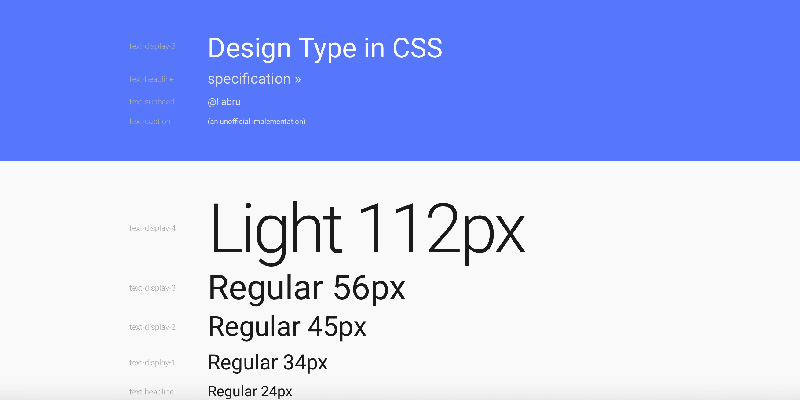 text-display-3 Design Type in CSS
text-headline specification »
text-subhead
text-caption (an unofficial implementation)
text-display-4 Light 112px
text-display-3 Regular 56px
text-display-2 Regular 45px
text-display-1 Regular 34px
text-headline Regular 24px